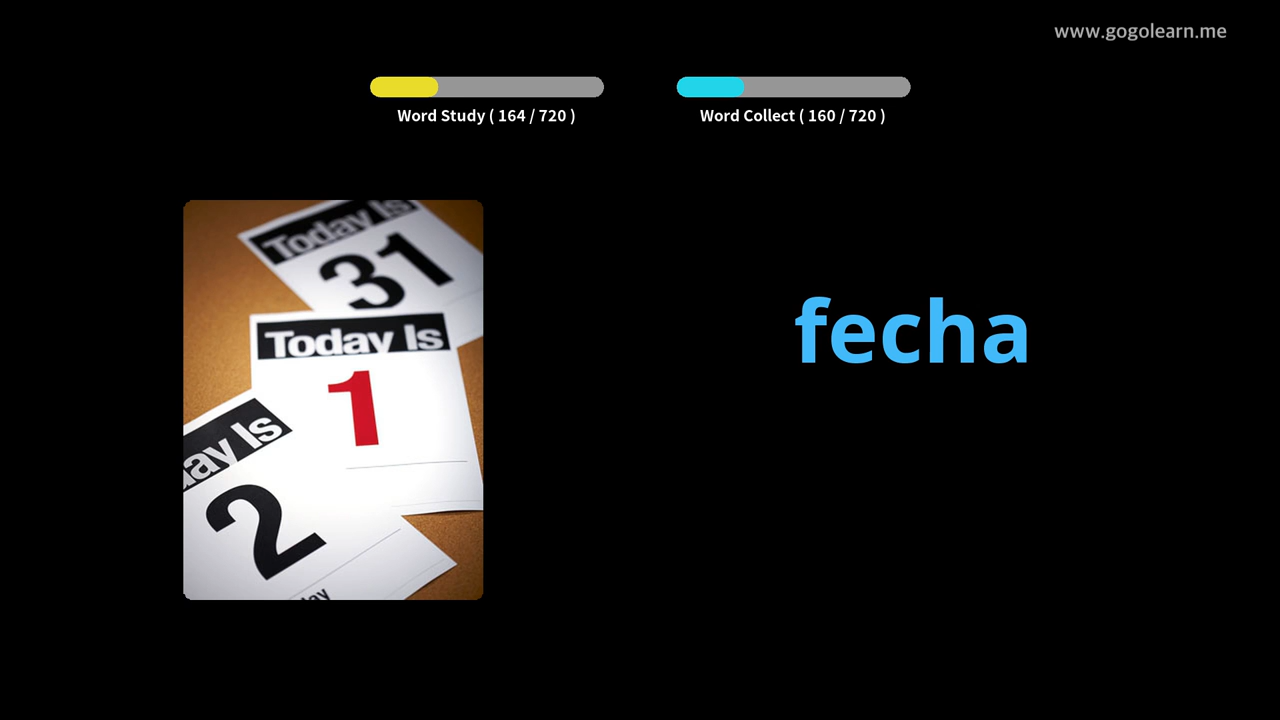 www.gogolearn.me
Word Study ( 164 / 720 )
Word Collect ( 160 / 720 )
Today Is
31
Today Is
1
ay Is
2
fecha